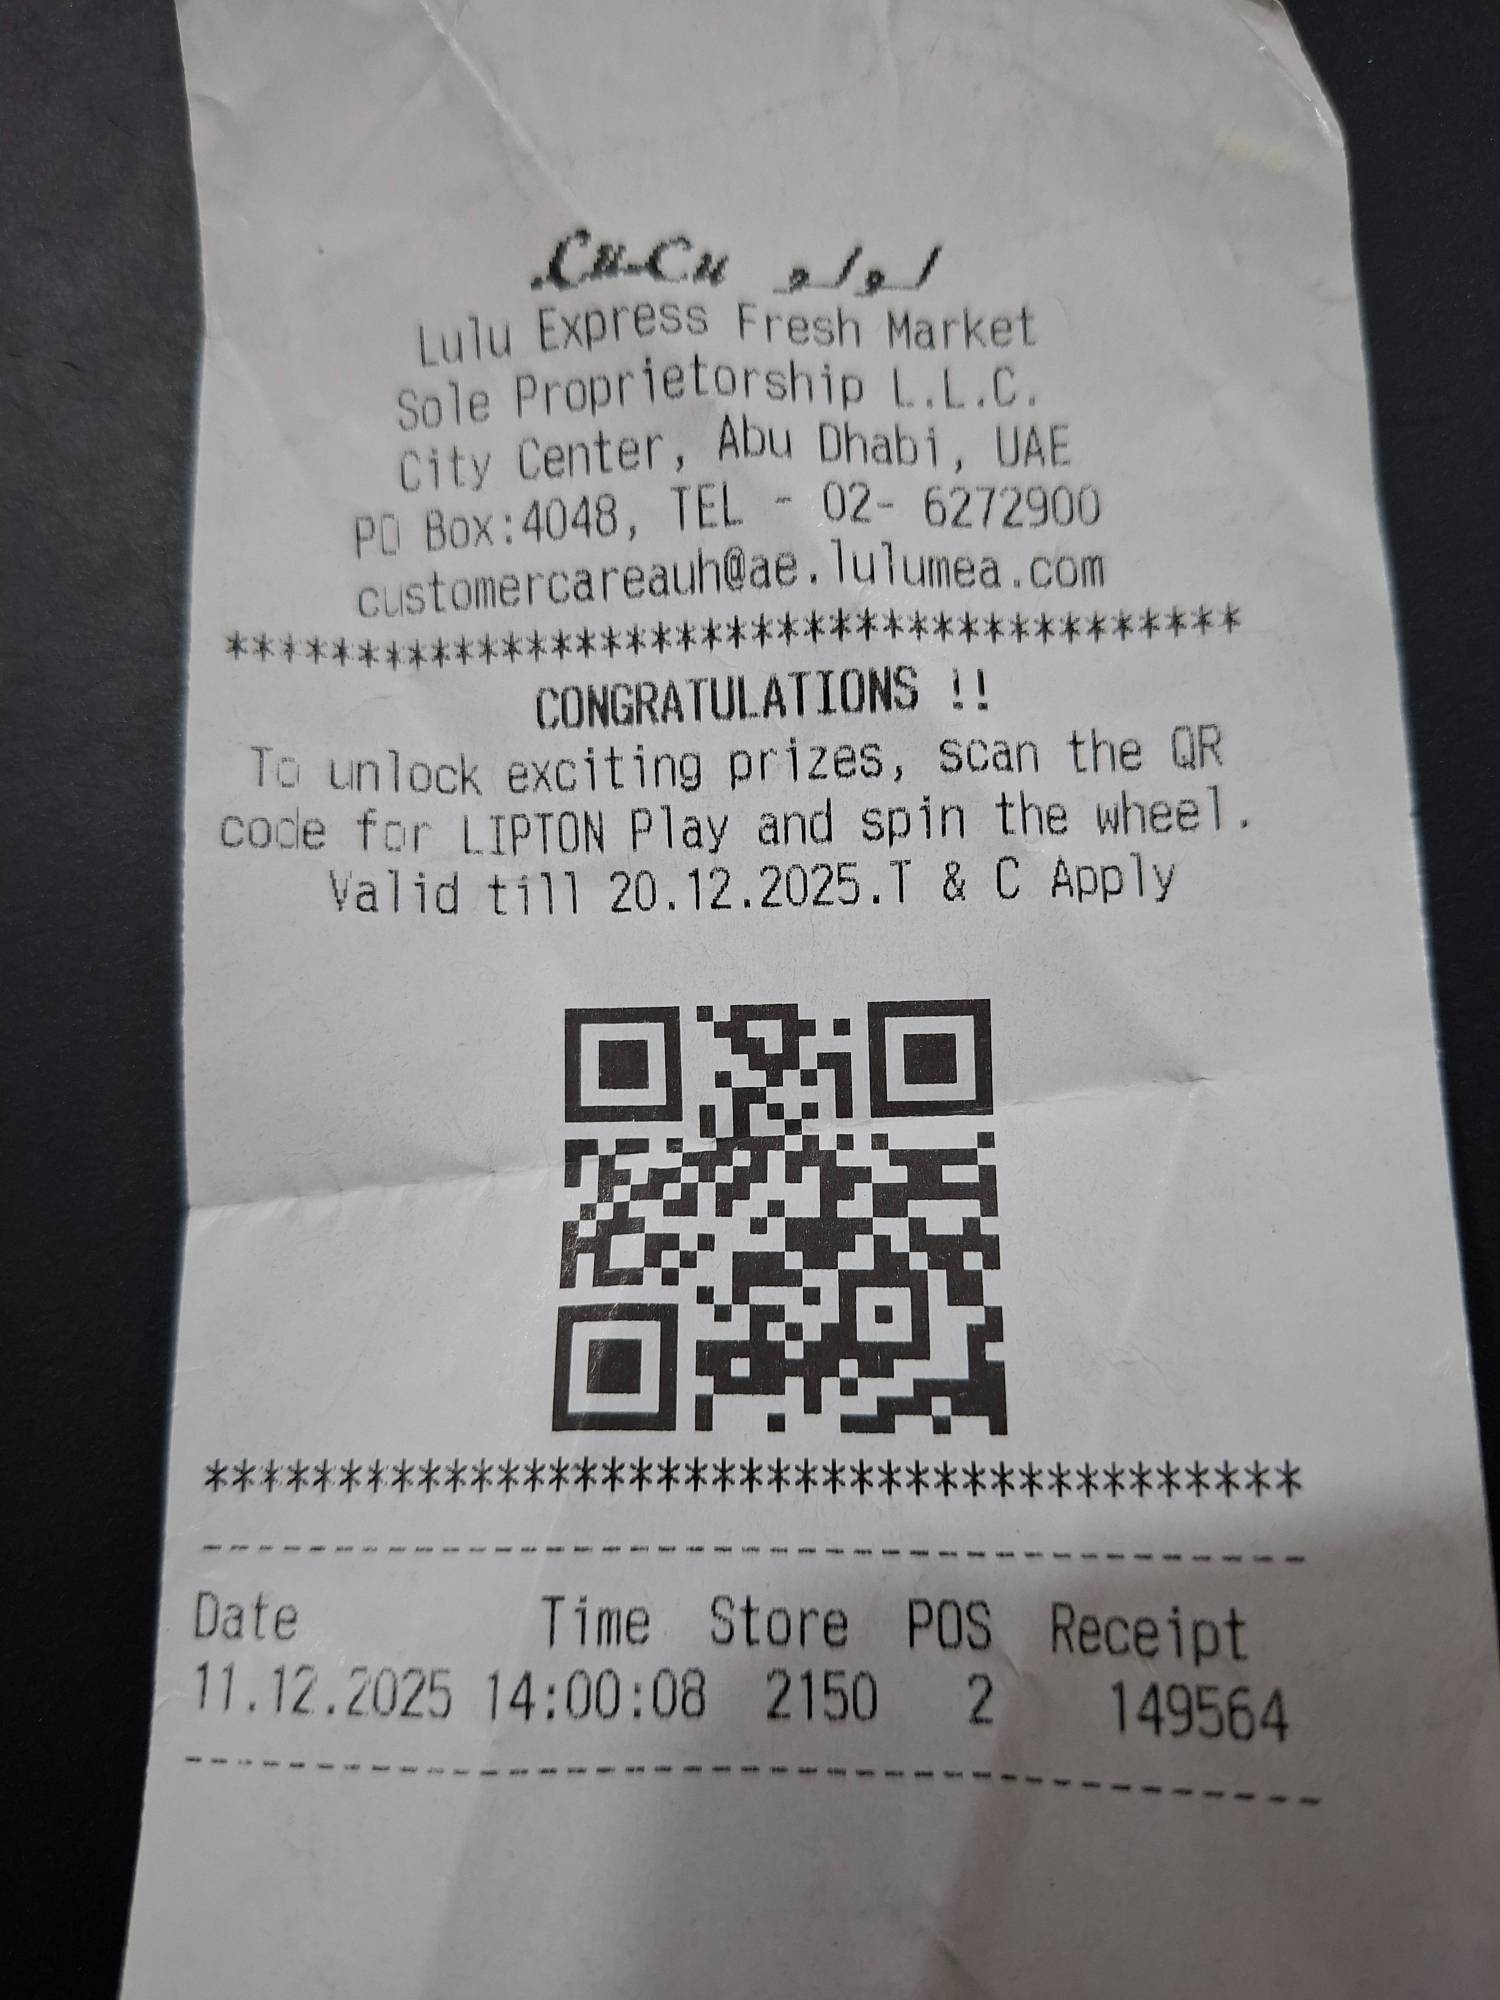 LuLu لولو
Lulu Express Fresh Market
Sole Proprietorship L.L.C.
City Center, Abu Dhabi, UAE
PO Box:4048, TEL - 02- 6272900
customercareauh@ae.lulumea.com
****************************************
CONGRATULATIONS !!
To unlock exciting prizes, scan the QR
code for LIPTON Play and spin the wheel.
Valid till 20.12.2025.T & C Apply
****************************************
----------------------------------------
Date Time Store POS Receipt
11.12.2025 14:00:08 2150 2 149564
----------------------------------------